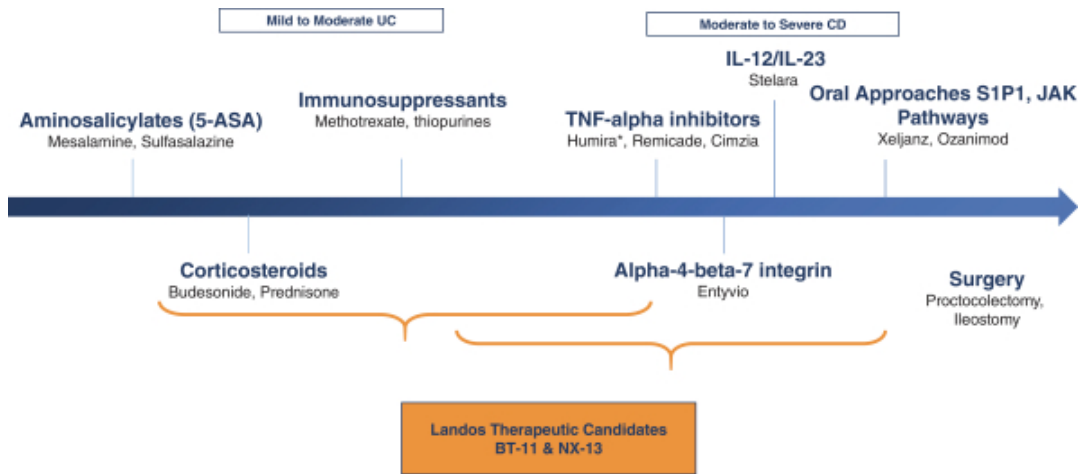 Mild to Moderate UC
Moderate to Severe CD
IL-12/IL-23
Stelara
Immunosuppressants
Methotrexate, thiopurines
Oral Approaches S1P1, JAK
Pathways
Xeljanz, Ozanimod
Aminosalicylates (5-ASA)
Mesalamine, Sulfasalazine
TNF-alpha inhibitors
Humira*, Remicade, Cimzia
Corticosteroids
Budesonide, Prednisone
Alpha-4-beta-7 integrin
Entyvio
Surgery
Proctocolectomy,
Ileostomy
Landos Therapeutic Candidates
BT-11 & NX-13